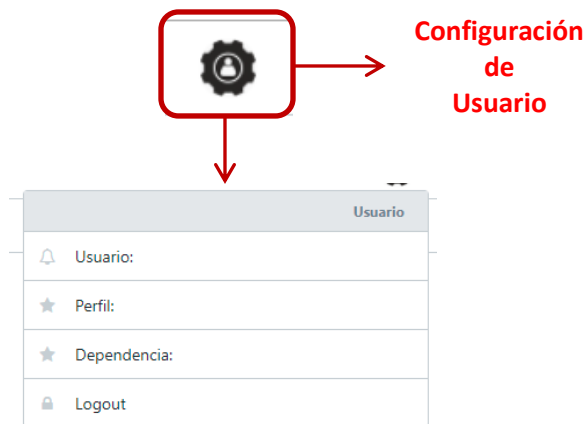 Configuración
de
Usuario
Usuario
Usuario:
Perfil:
Dependencia:
Logout